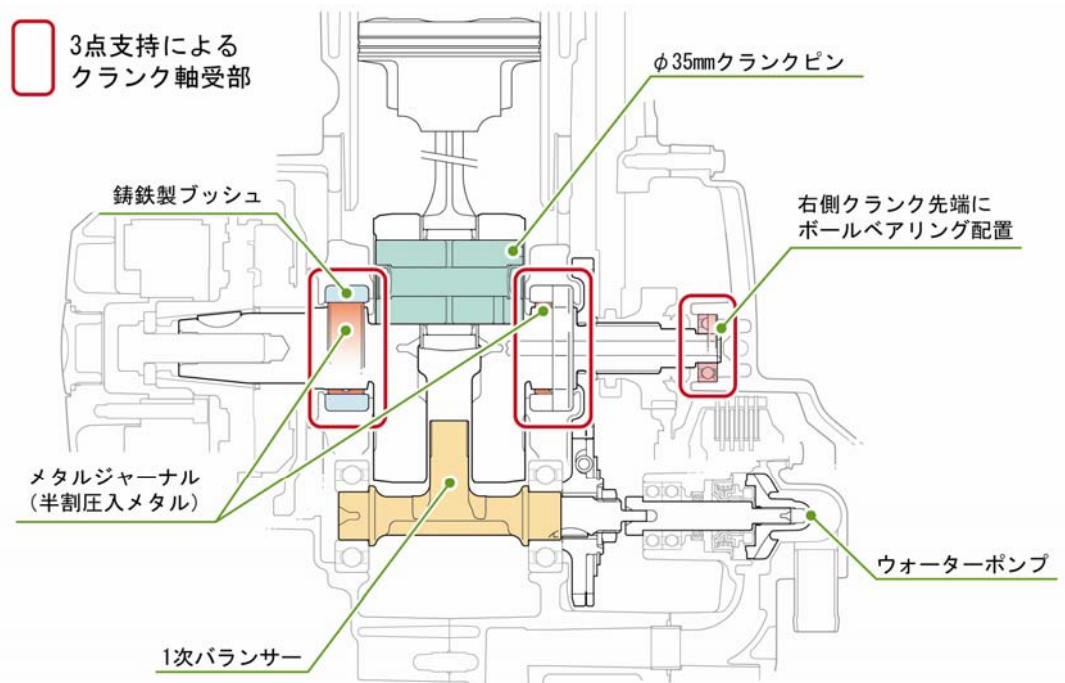 3点支持による
クランク軸受部
φ35mmクランクピン
鋳鉄製ブッシュ
右側クランク先端に
ボールベアリング配置
メタルジャーナル
(半割圧入メタル)
ウォーターポンプ
1次バランサー